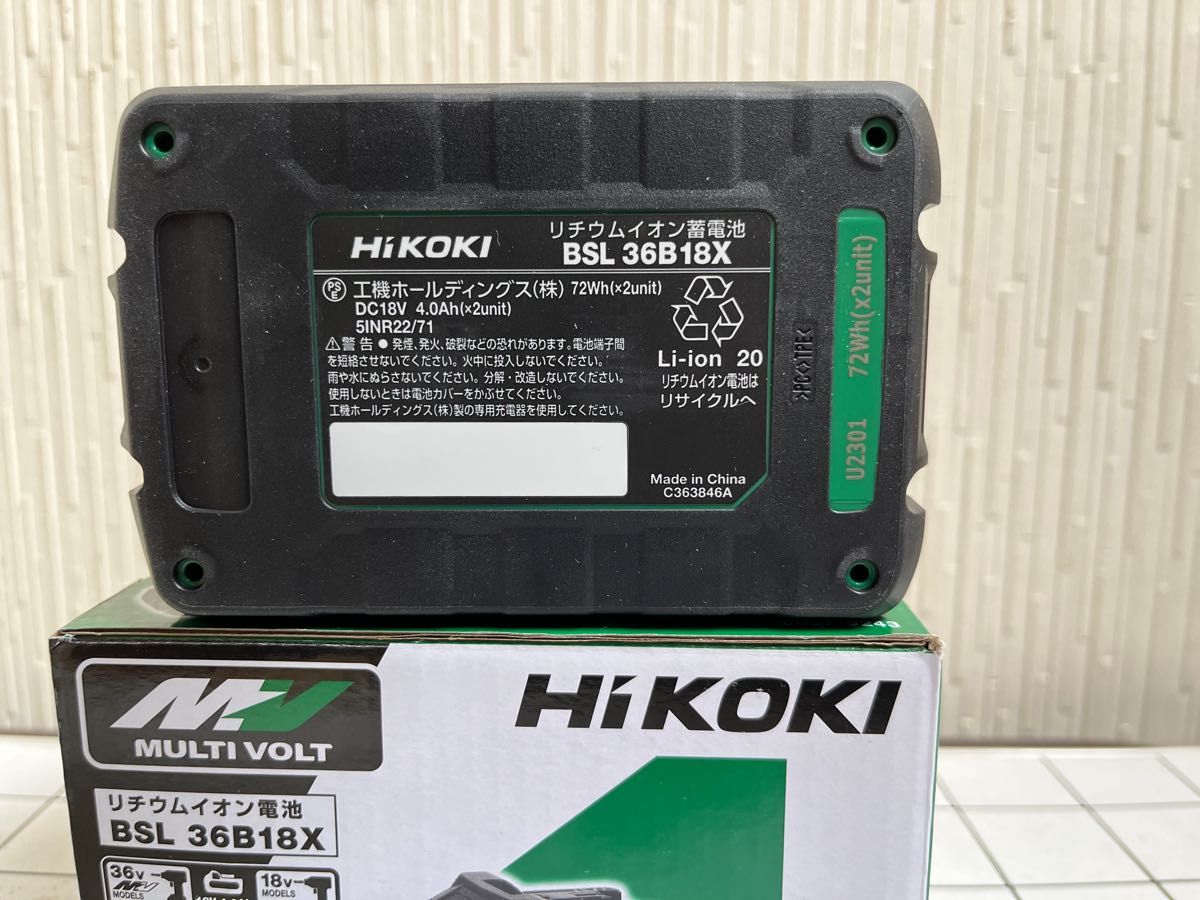 HiKOKI
リチウムイオン蓄電池
BSL 36B18X
PS
E
工機ホールディングス(株) 72Wh(×2unit)
DC18V 4.0Ah(×2unit)
5INR22/71
⚠警告 ● 発煙、発火、破裂などの恐れがあります。電池端子間
を短絡させないでください。火中に投入しないでください。
雨や水にぬらさないでください。分解・改造しないでください。
使用しないときは電池カバーをかぶせてください。
工機ホールディングス(株)製の専用充電器を使用してください。
Li-ion 20
リチウムイオン電池は
リサイクルへ
Made in China
C363846A
>PC<>TPE<
U2301 72Wh(x2unit)
MV
MULTI VOLT
HiKOKI
リチウムイオン電池
BSL 36B18X
36V
MV
MODELS
18V
MODELS